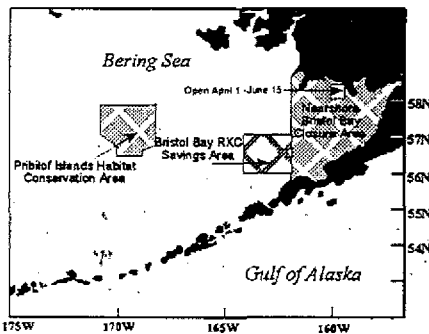 Bering Sea
Open April 1 -June 15
Nearshore
Bristol Bay
Closure Area
Bristol Bay RKC
Savings Area
Pribilof Islands Habitat
Conservation Area
Gulf of Alaska
58N
57N
56N
55N
54N
53N
175W
170W
165W
160W